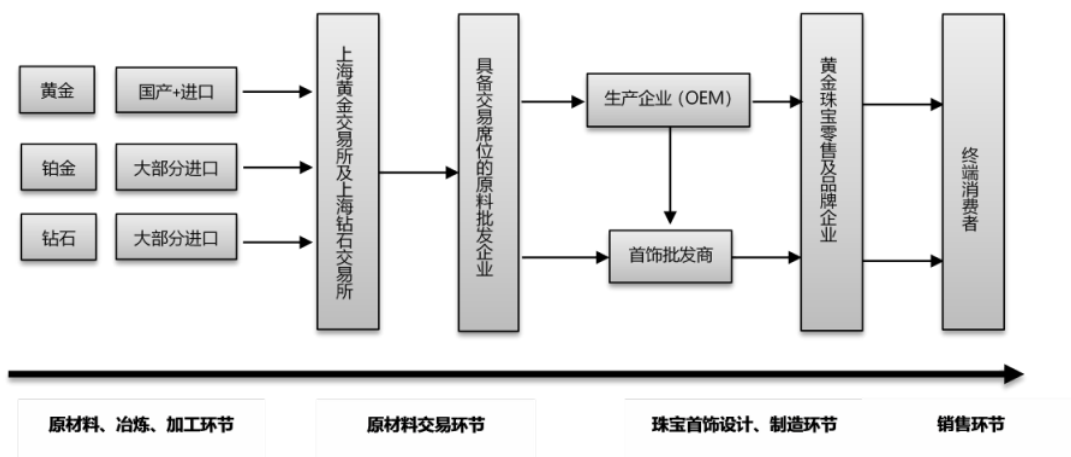 黄金
国产+进口
铂金
大部分进口
钻石
大部分进口
上海黄金交易所及上海钻石交易所
具备交易席位的原料批发企业
生产企业（OEM）
首饰批发商
黄金珠宝零售及品牌企业
终端消费者
原材料、冶炼、加工环节
原材料交易环节
珠宝首饰设计、制造环节
销售环节